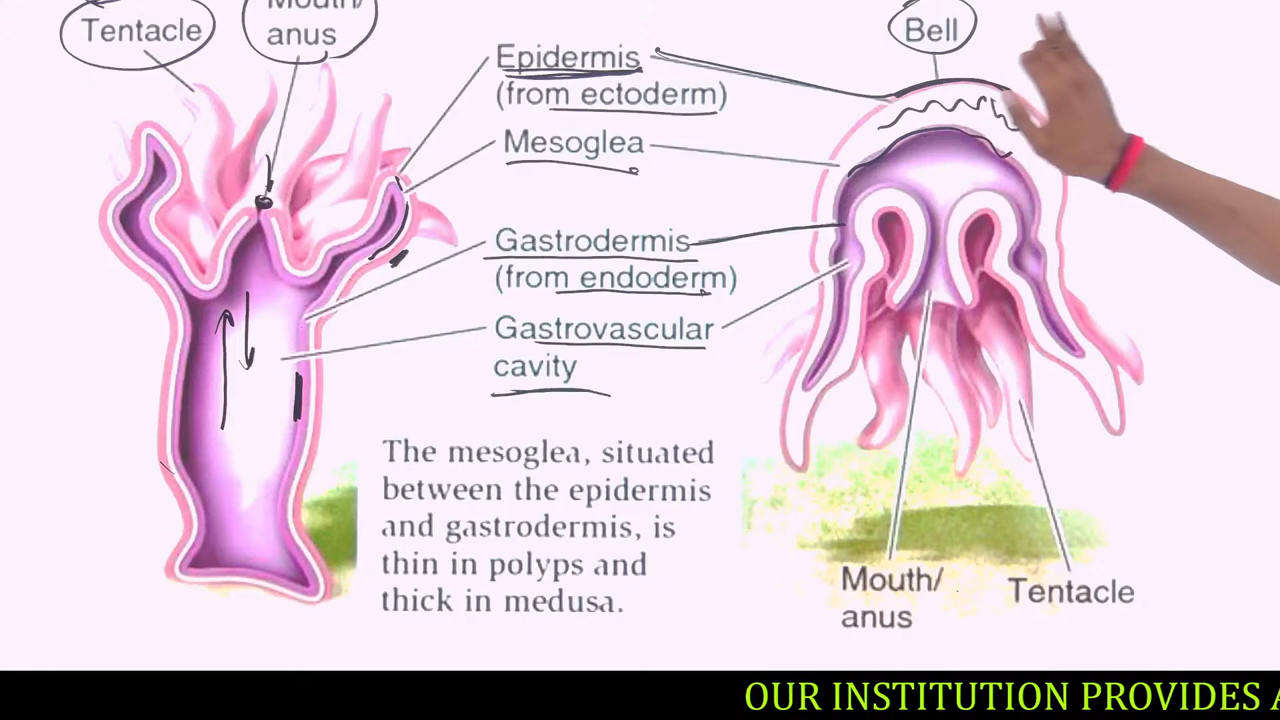 Tentacle
Mouth/
anus
Bell
Epidermis
(from ectoderm)
Mesoglea
Gastrodermis
(from endoderm)
Gastrovascular
cavity
The mesoglea, situated
between the epidermis
and gastrodermis, is
thin in polyps and
thick in medusa.
Mouth/
anus
Tentacle
OUR INSTITUTION PROVIDES